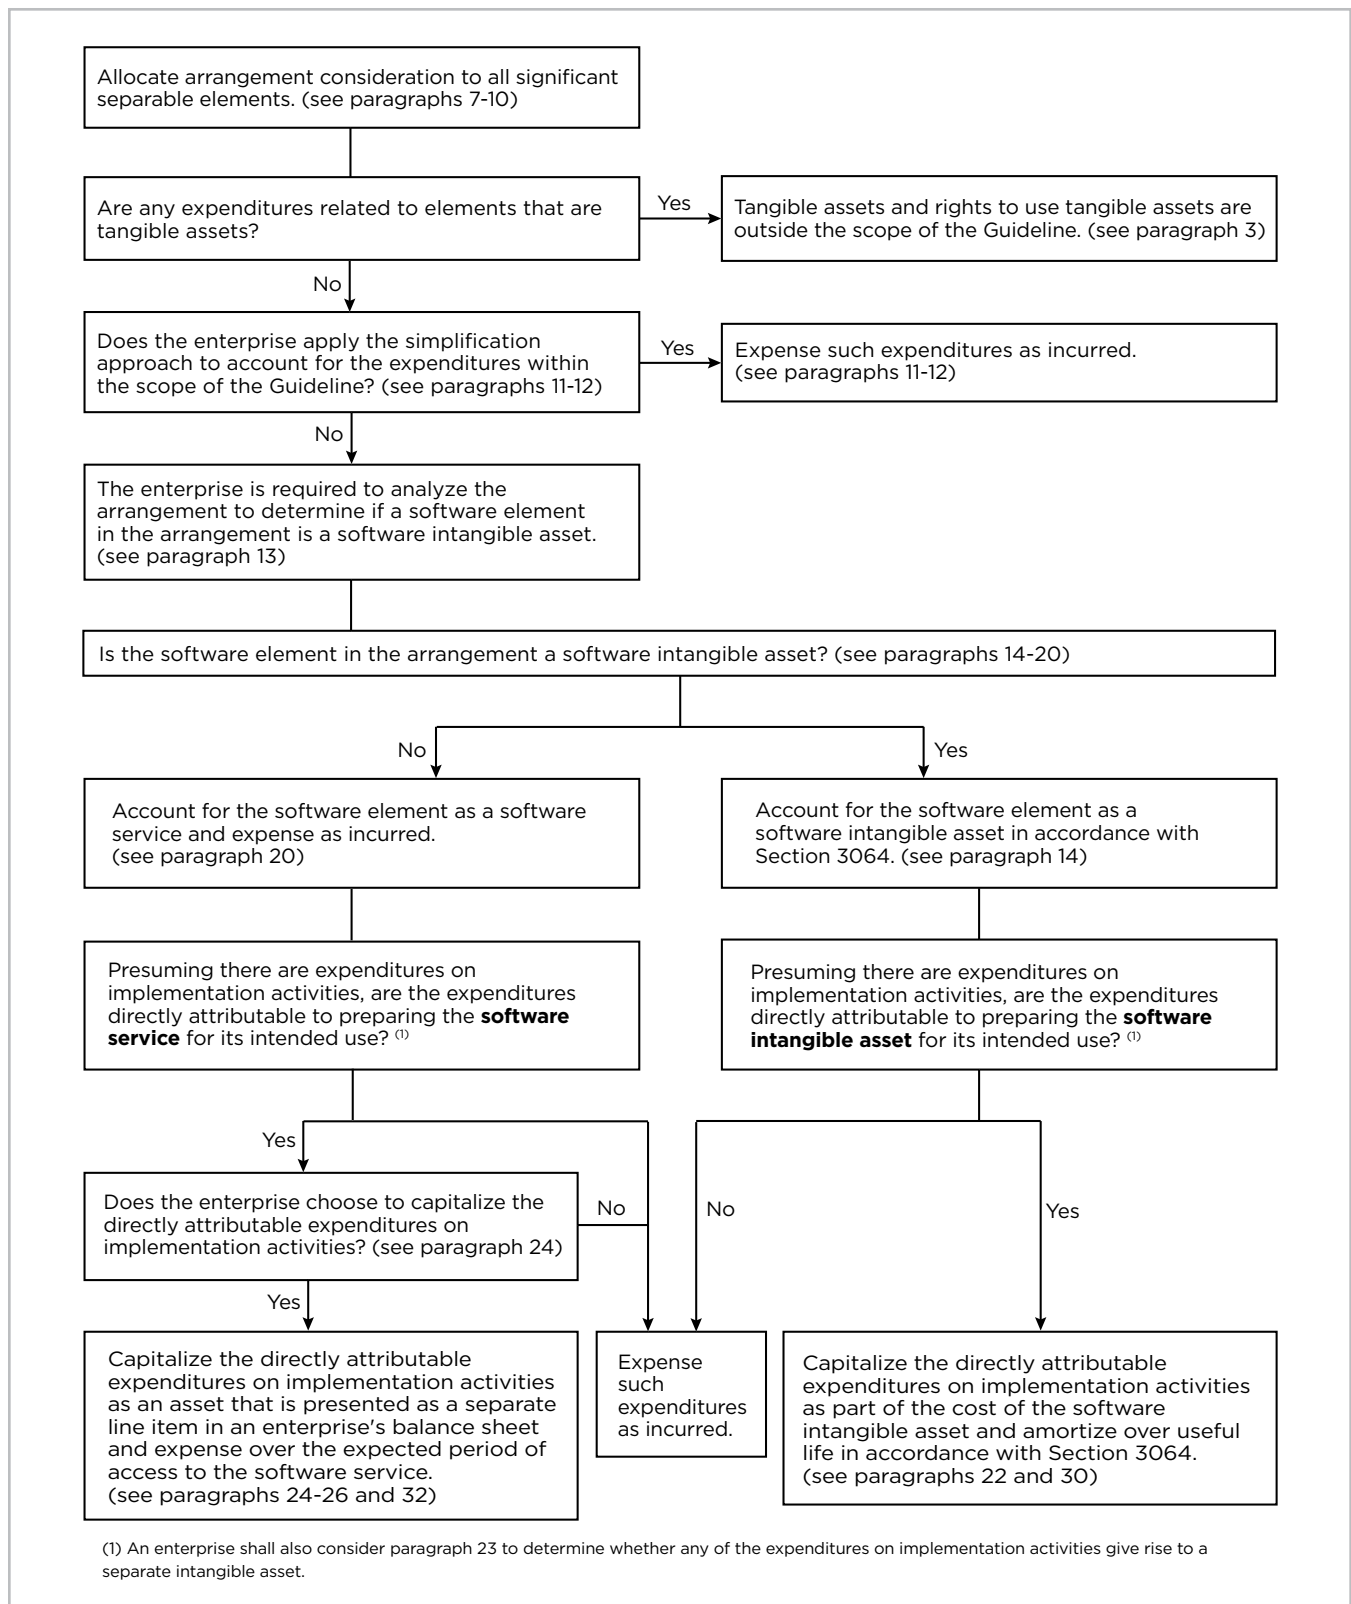 Allocate arrangement consideration to all significant
separable elements. (see paragraphs 7-10)
Are any expenditures related to elements that are
tangible assets?
Yes
Tangible assets and rights to use tangible assets are
outside the scope of the Guideline. (see paragraph 3)
No
Does the enterprise apply the simplification
approach to account for the expenditures within
the scope of the Guideline? (see paragraphs 11-12)
Yes
Expense such expenditures as incurred.
(see paragraphs 11-12)
No
The enterprise is required to analyze the
arrangement to determine if a software element
in the arrangement is a software intangible asset.
(see paragraph 13)
Is the software element in the arrangement a software intangible asset? (see paragraphs 14-20)
No
Yes
Account for the software element as a software
service and expense as incurred.
(see paragraph 20)
Account for the software element as a
software intangible asset in accordance with
Section 3064. (see paragraph 14)
Presuming there are expenditures on
implementation activities, are the expenditures
directly attributable to preparing the software
service for its intended use? (1)
Presuming there are expenditures on
implementation activities, are the expenditures
directly attributable to preparing the software
intangible asset for its intended use? (1)
Yes
Does the enterprise choose to capitalize the
directly attributable expenditures on
implementation activities? (see paragraph 24)
No
No
Yes
Yes
Capitalize the directly attributable
expenditures on implementation activities
as an asset that is presented as a separate
line item in an enterprise's balance sheet
and expense over the expected period of
access to the software service.
(see paragraphs 24-26 and 32)
Expense
such
expenditures
as incurred.
Capitalize the directly attributable
expenditures on implementation activities
as part of the cost of the software
intangible asset and amortize over useful
life in accordance with Section 3064.
(see paragraphs 22 and 30)
(1) An enterprise shall also consider paragraph 23 to determine whether any of the expenditures on implementation activities give rise to a
separate intangible asset.